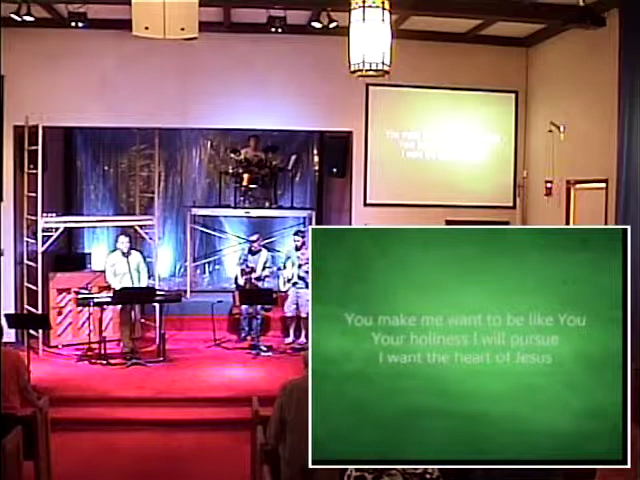 You make me want to be like You
Your holiness I will pursue
I want the heart of Jesus